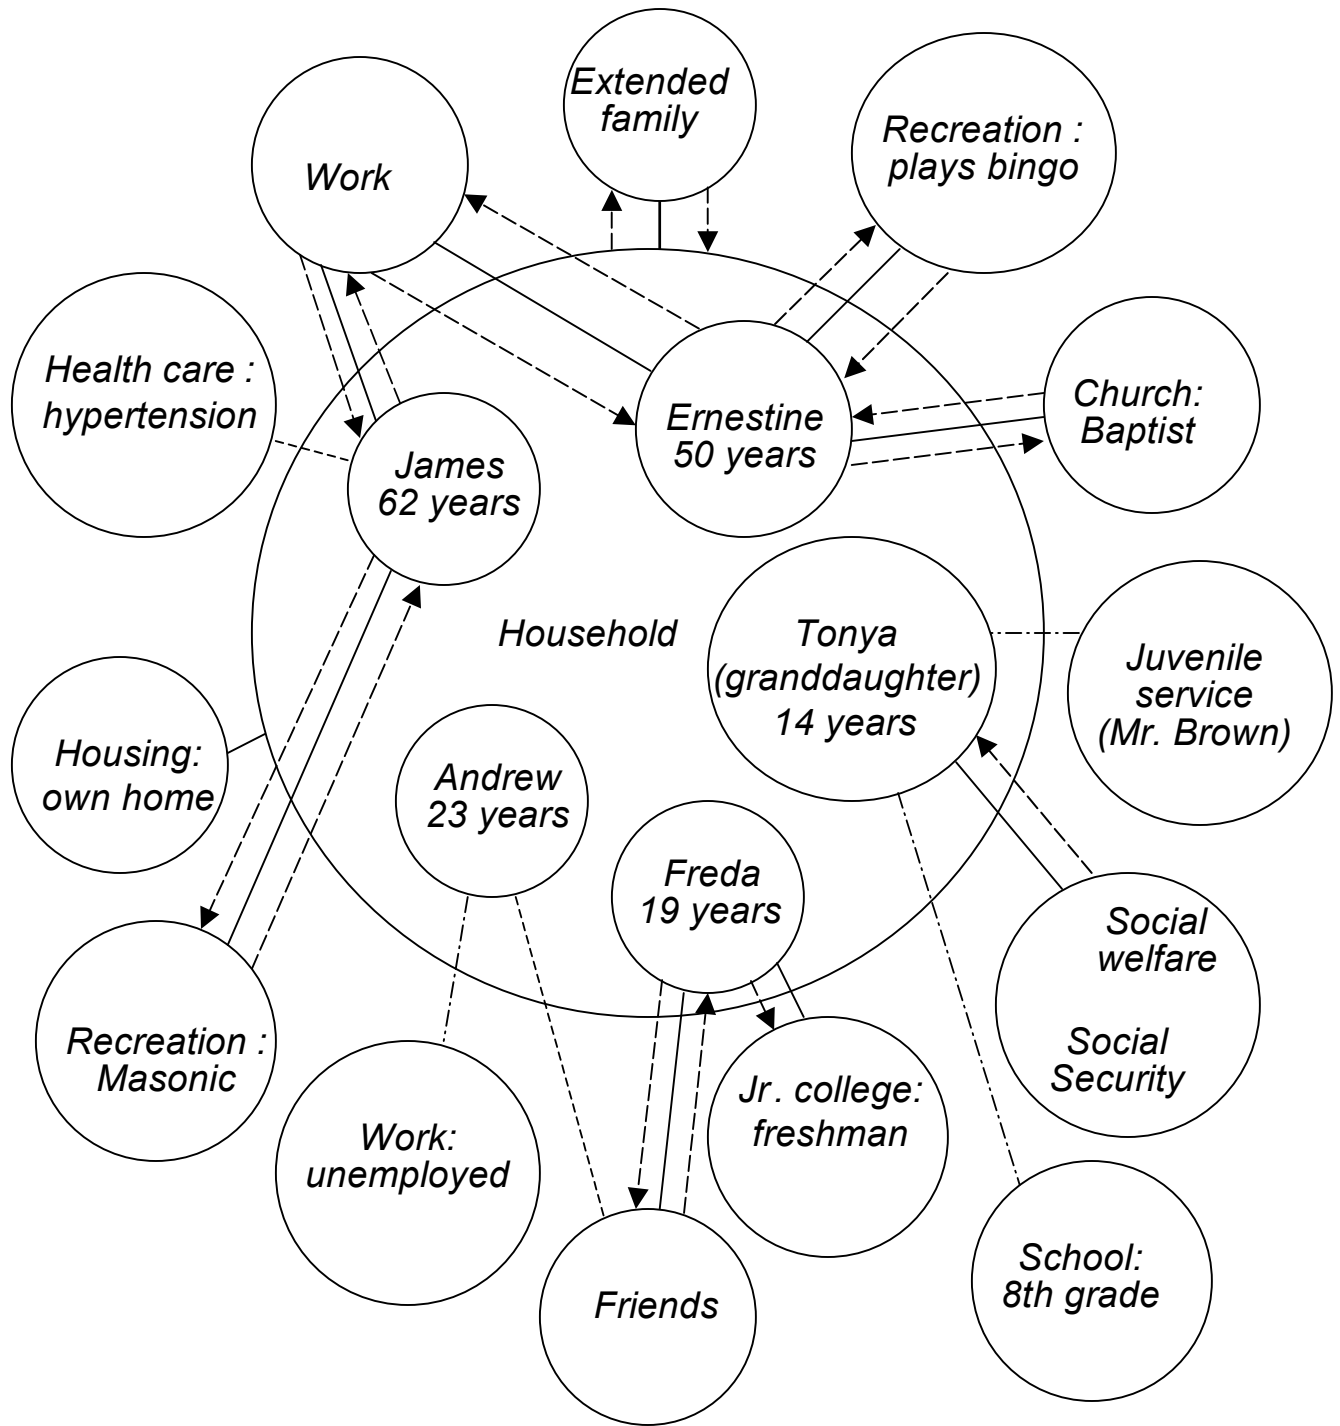 Extended
family
Recreation :
plays bingo
Work
Health care :
hypertension
Church:
Baptist
Ernestine
50 years
James
62 years
Household
Tonya
(granddaughter)
14 years
Juvenile
service
(Mr. Brown)
Housing:
own home
Andrew
23 years
Freda
19 years
Social
welfare
Social
Security
Recreation :
Masonic
Jr. college:
freshman
Work:
unemployed
School:
8th grade
Friends